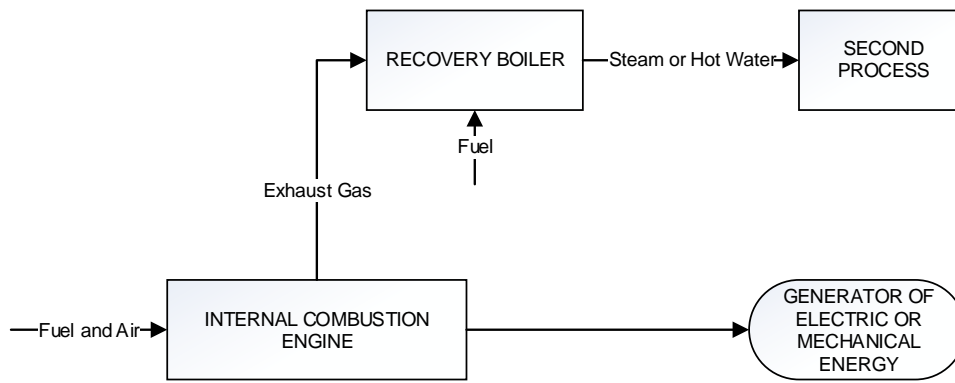 RECOVERY BOILER
Steam or Hot Water
SECOND
PROCESS
Fuel
Exhaust Gas
Fuel and Air
INTERNAL COMBUSTION
ENGINE
GENERATOR OF
ELECTRIC OR
MECHANICAL
ENERGY